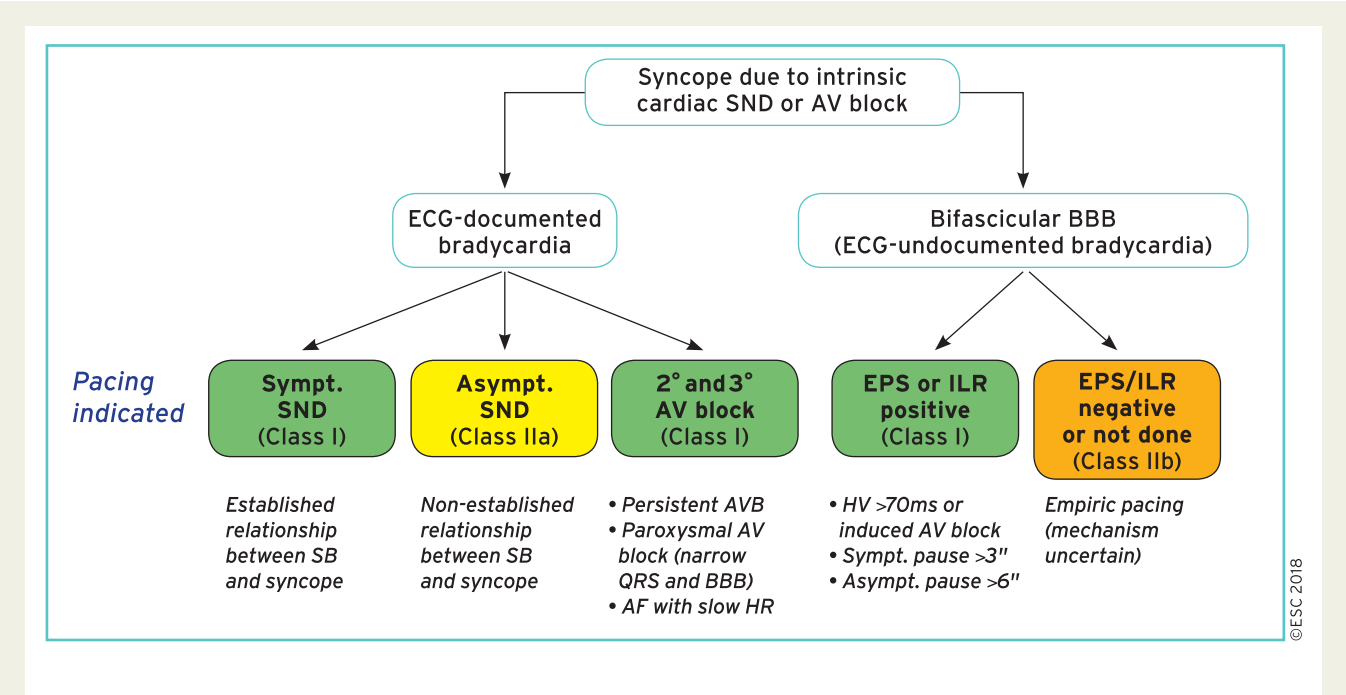 Syncope due to intrinsic
cardiac SND or AV block
ECG-documented
bradycardia
Bifascicular BBB
(ECG-undocumented bradycardia)
Pacing
indicated
Sympt.
SND
(Class I)
Asympt.
SND
(Class IIa)
2° and 3°
AV block
(Class I)
EPS or ILR
positive
(Class I)
EPS/ILR
negative
or not done
(Class IIb)
Established
relationship
between SB
and syncope
Non-established
relationship
between SB
and syncope
• Persistent AVB
• Paroxysmal AV
block (narrow
QRS and BBB)
• AF with slow HR
• HV >70ms or
induced AV block
• Sympt. pause >3"
• Asympt. pause >6"
Empiric pacing
(mechanism
uncertain)
©ESC 2018